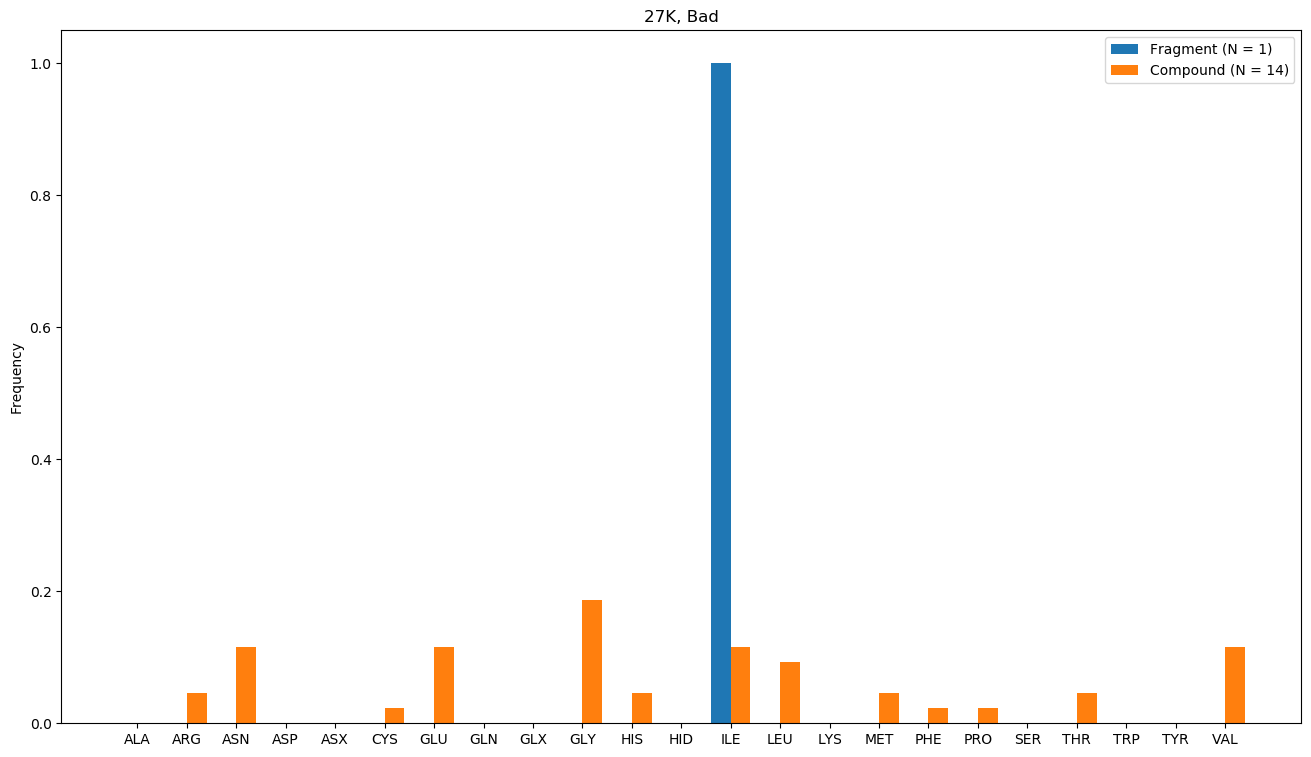 27K, Bad
Fragment (N = 1)
Compound (N = 14)
Frequency
1.0
0.8
0.6
0.4
0.2
0.0
ALA ARG ASN ASP ASX CYS GLU GLN GLX GLY HIS HID ILE LEU LYS MET PHE PRO SER THR TRP TYR VAL